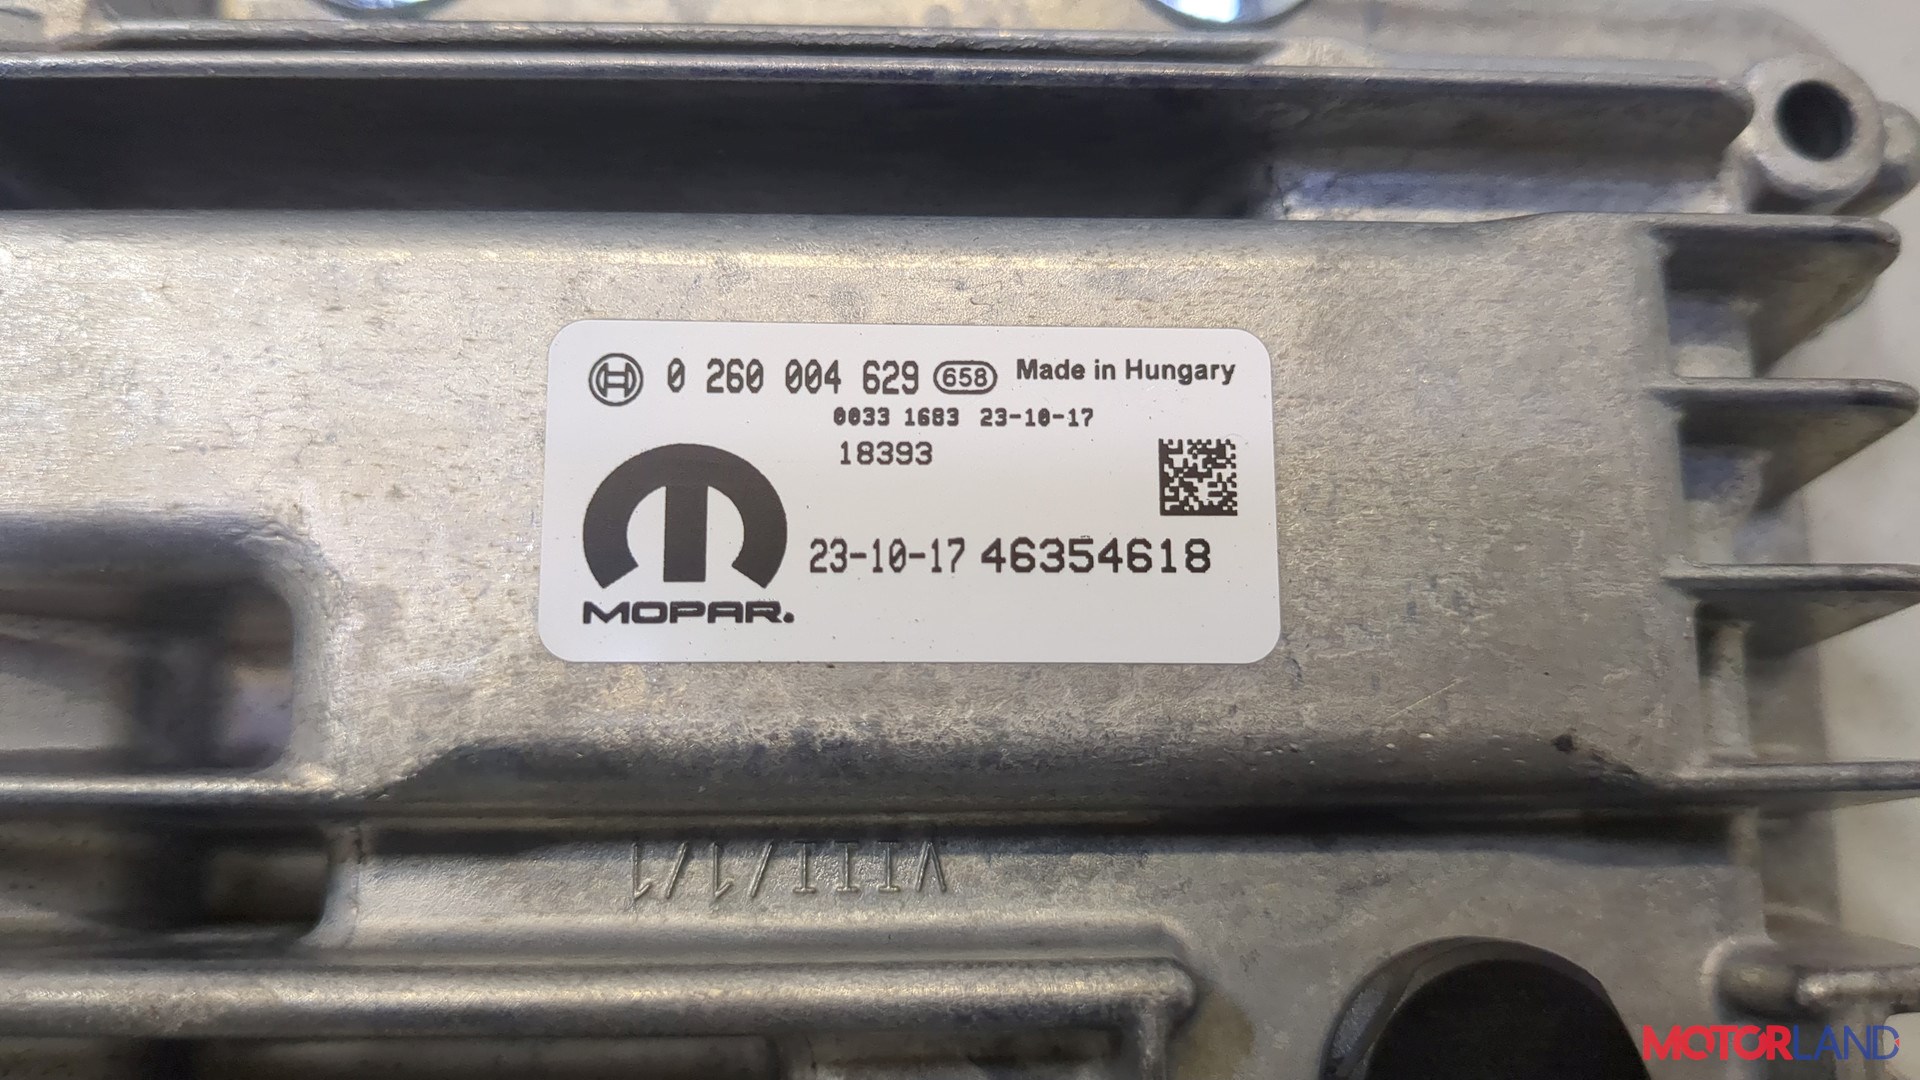 0 260 004 629 658 Made in Hungary
0033 1683 23-10-17
18393
23-10-17 46354618
MOPAR.
VIII/1/1
MOTORLAND